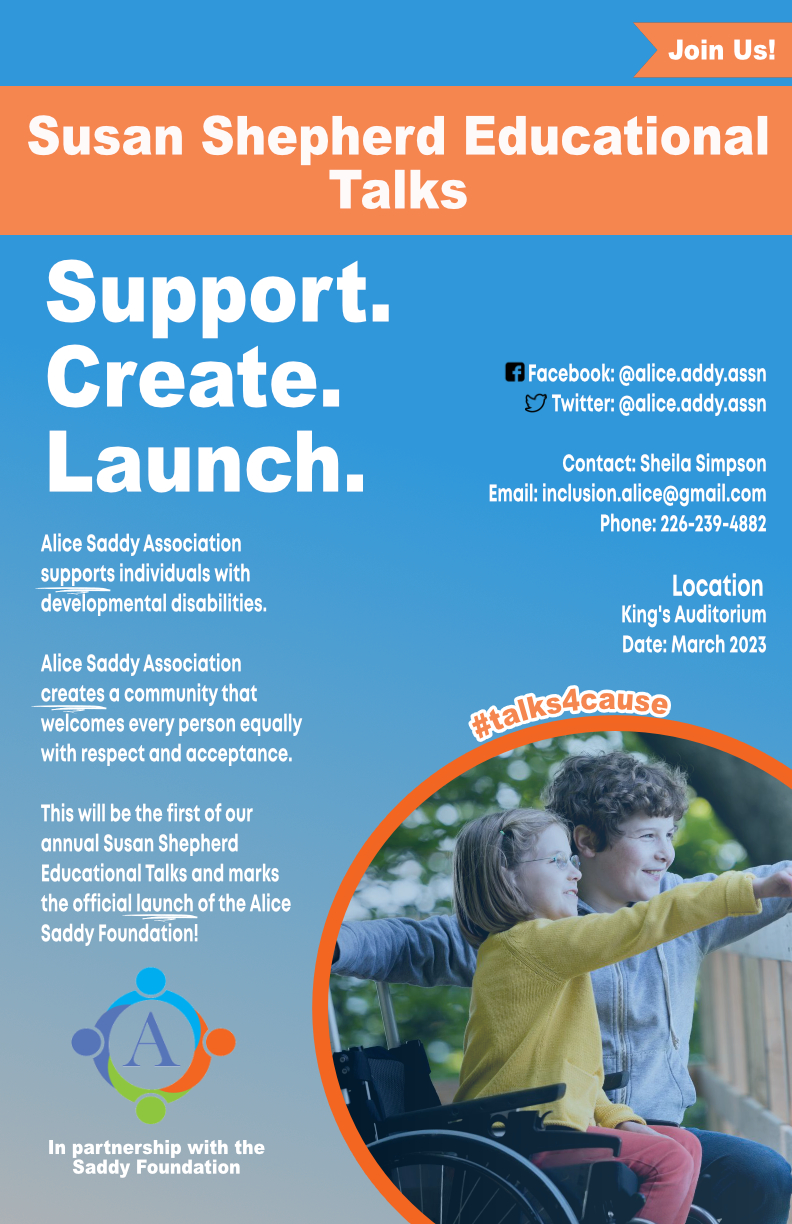 Join Us!
Susan Shepherd Educational
Talks
Support.
Create.
Launch.
Facebook: @alice.addy.assn
Twitter: @alice.addy.assn
Contact: Sheila Simpson
Email: inclusion.alice@gmail.com
Phone: 226-239-4882
Location
King's Auditorium
Date: March 2023
Alice Saddy Association
supports individuals with
developmental disabilities.
Alice Saddy Association
creates a community that
welcomes every person equally
with respect and acceptance.
This will be the first of our
annual Susan Shepherd
Educational Talks and marks
the official launch of the Alice
Saddy Foundation!
#talks4cause
A
In partnership with the
Saddy Foundation